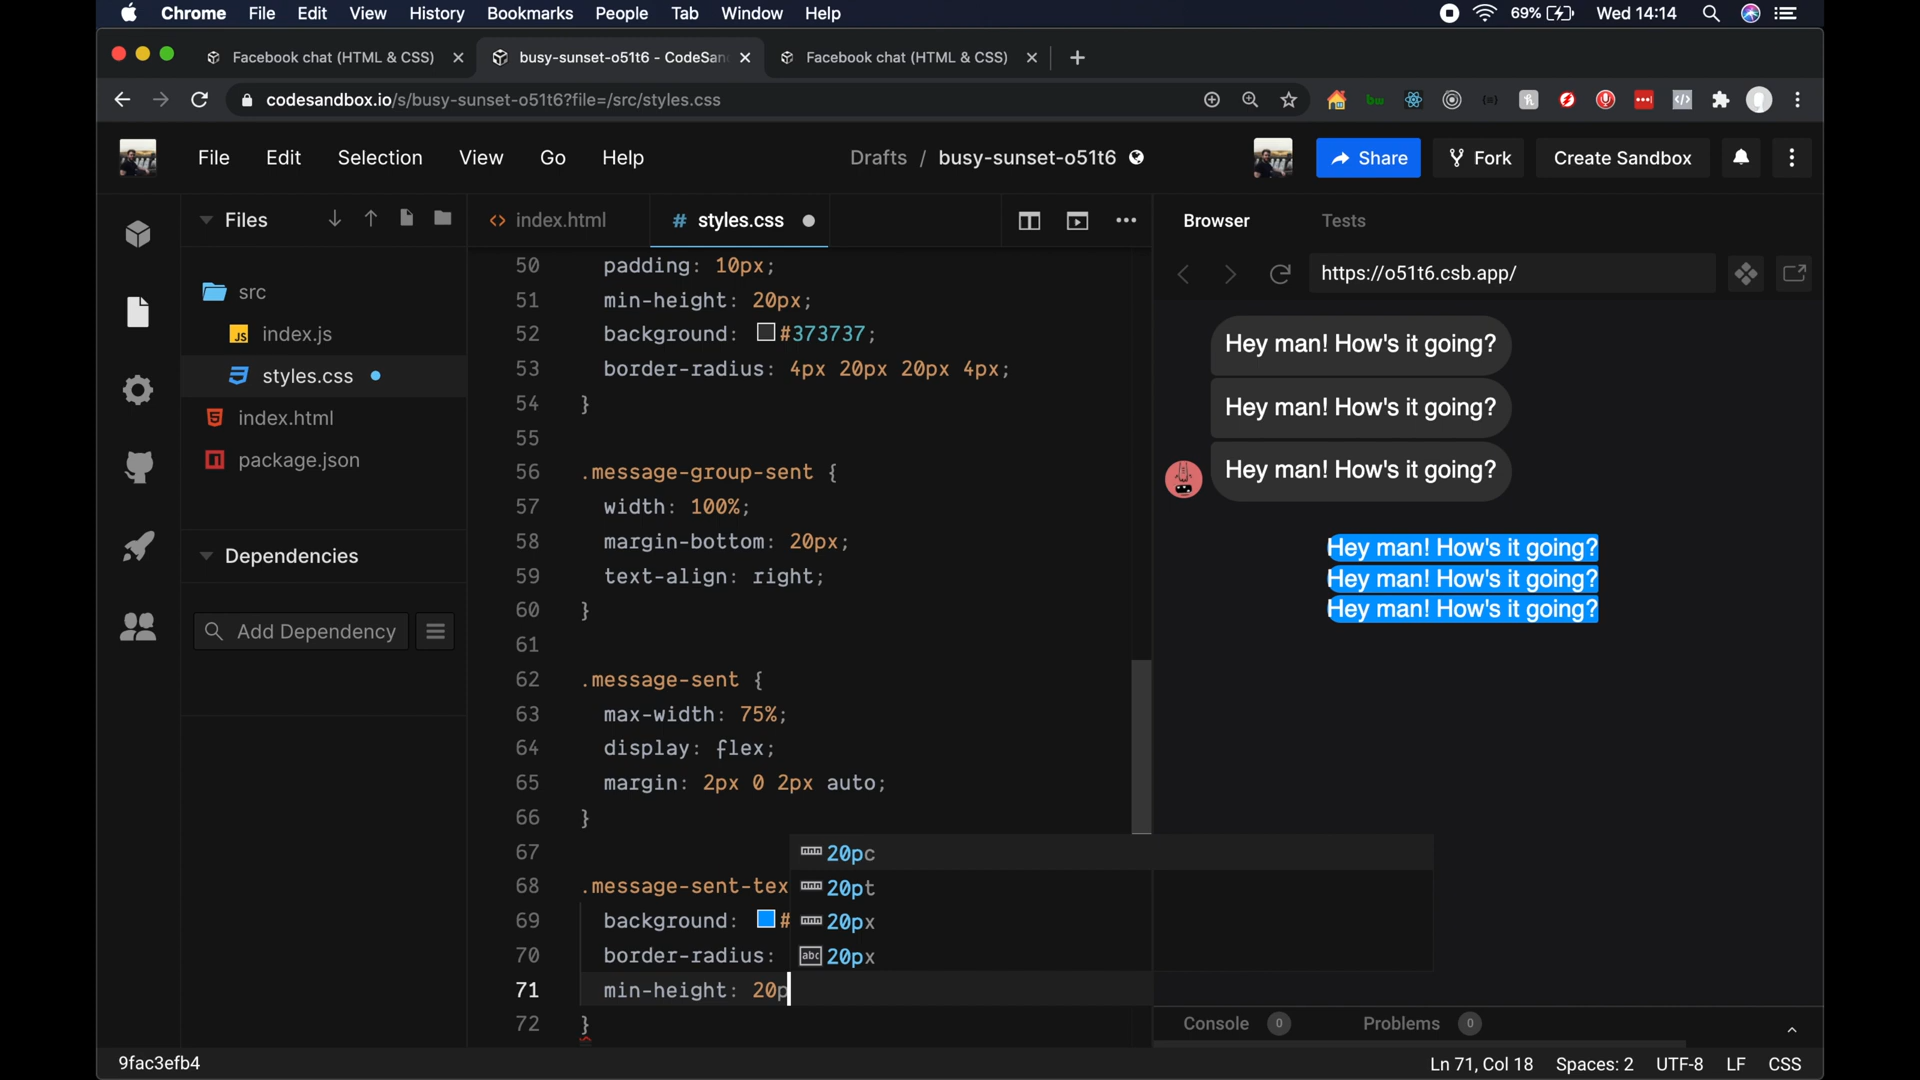 Chrome File Edit View History Bookmarks People Tab Window Help 69% Wed 14:14
Facebook chat (HTML & CSS) busy-sunset-o51t6 - CodeSan Facebook chat (HTML & CSS)
codesandbox.io/s/busy-sunset-o51t6?file=/src/styles.css
File Edit Selection View Go Help Drafts / busy-sunset-o51t6 Share Fork Create Sandbox
Files
src
JS index.js
styles.css
index.html
package.json
Dependencies
Add Dependency
<> index.html # styles.css
50 padding: 10px;
51 min-height: 20px;
52 background: #373737;
53 border-radius: 4px 20px 20px 4px;
54 }
55
56 .message-group-sent {
57 width: 100%;
58 margin-bottom: 20px;
59 text-align: right;
60 }
61
62 .message-sent {
63 max-width: 75%;
64 display: flex;
65 margin: 2px 0 2px auto;
66 }
67
68 .message-sent-tex
69 background: #
70 border-radius:
71 min-height: 20p
72 }
20pc
20pt
20px
abc 20px
Browser Tests
https://o51t6.csb.app/
Hey man! How's it going?
Hey man! How's it going?
Hey man! How's it going?
Hey man! How's it going?
Hey man! How's it going?
Hey man! How's it going?
Console 0 Problems 0
9fac3efb4 Ln 71, Col 18 Spaces: 2 UTF-8 LF CSS